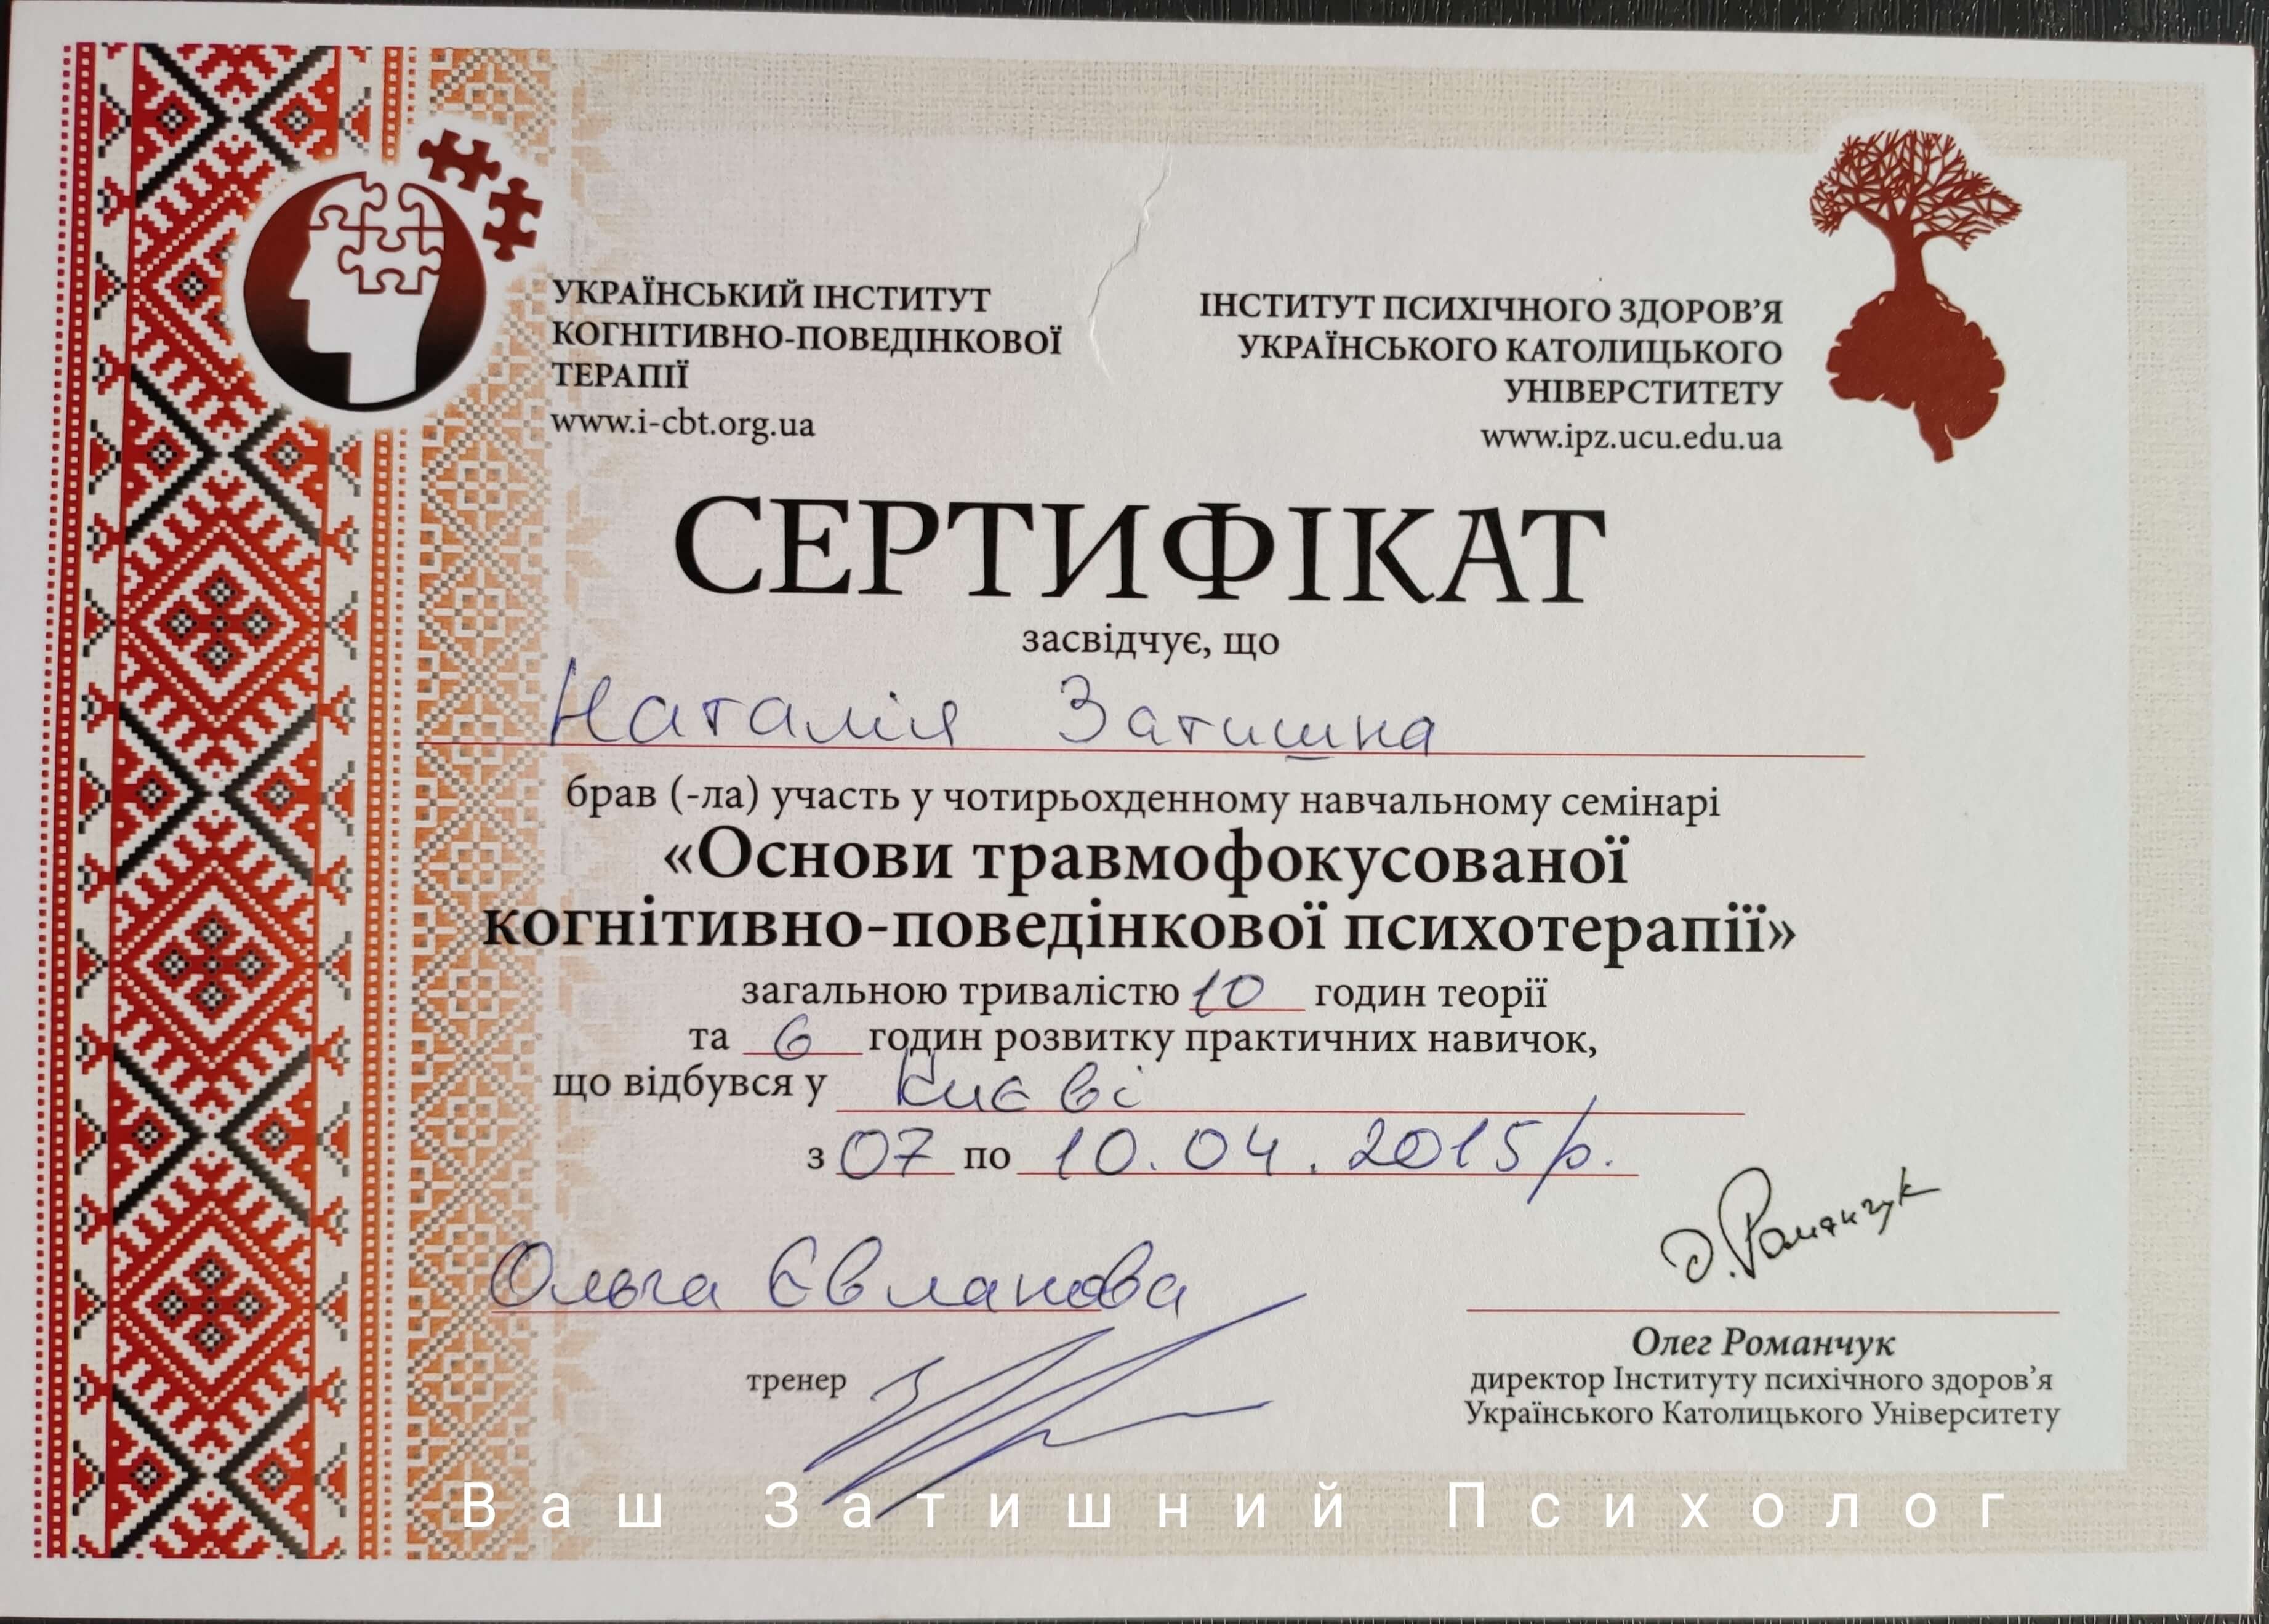 УКРАЇНСЬКИЙ ІНСТИТУТ
КОГНІТИВНО-ПОВЕДІНКОВОЇ
ТЕРАПІЇ
www.i-cbt.org.ua
ІНСТИТУТ ПСИХІЧНОГО ЗДОРОВ’Я
УКРАЇНСЬКОГО КАТОЛИЦЬКОГО
УНІВЕРСТИТЕТУ
www.ipz.ucu.edu.ua
СЕРТИФІКАТ
засвідчує, що
Наталія Затишна
брав (-ла) участь у чотирьохденному навчальному семінарі
«Основи травмофокусованої
когнітивно-поведінкової психотерапії»
загальною тривалістю 10 годин теорії
та 6 годин розвитку практичних навичок,
що відбувся у Києві
з 07 по 10.04.2015р.
Ольга Євланова
тренер
О. Романчук
Олег Романчук
директор Інституту психічного здоров’я
Українського Католицького Університету
Ваш Затишний Психолог